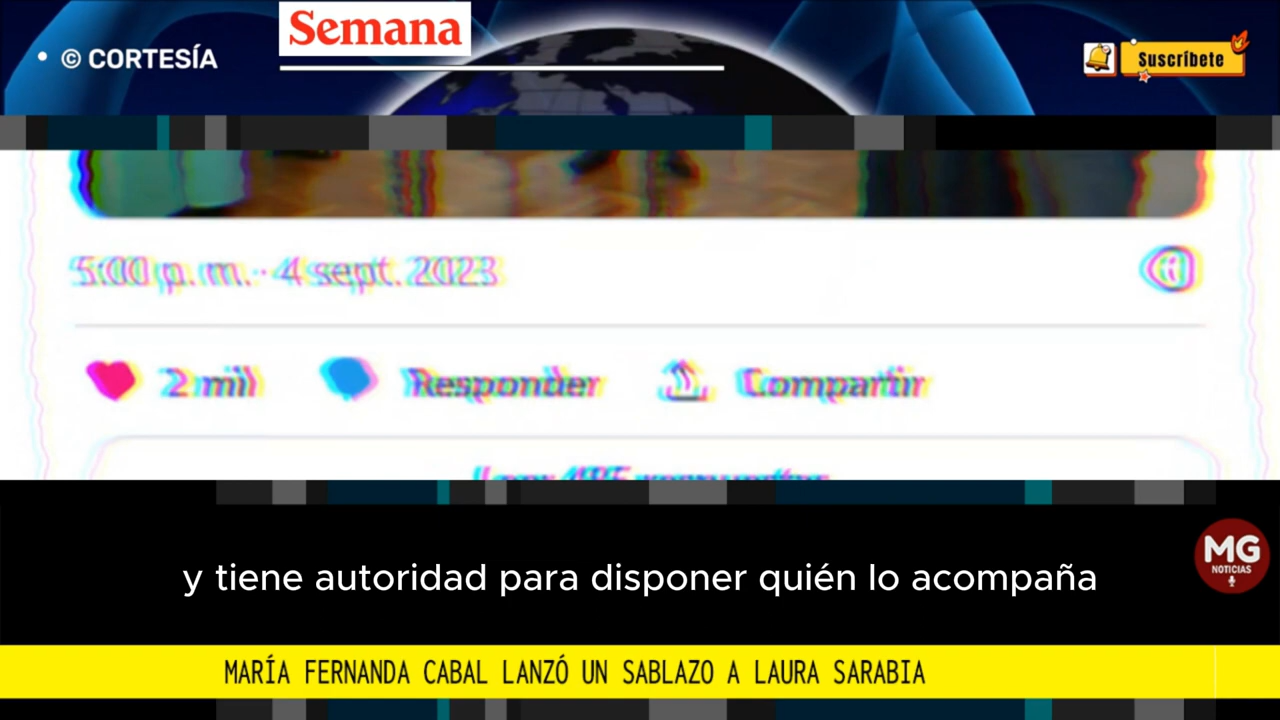 Semana
• © CORTESÍA
Suscríbete
5:00 p. m. · 4 sept. 2023
2 mil
Responder
Compartir
y tiene autoridad para disponer quién lo acompaña
MG
NOTICIAS
MARÍA FERNANDA CABAL LANZÓ UN SABLAZO A LAURA SARABIA